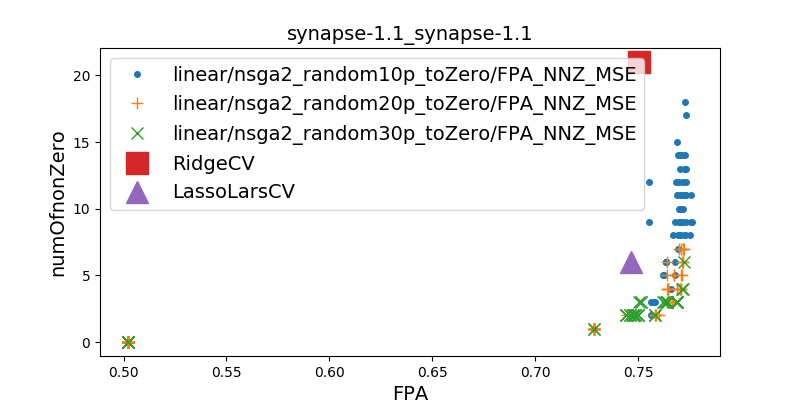 synapse-1.1_synapse-1.1
linear/nsga2_random10p_toZero/FPA_NNZ_MSE
linear/nsga2_random20p_toZero/FPA_NNZ_MSE
linear/nsga2_random30p_toZero/FPA_NNZ_MSE
RidgeCV
LassoLarsCV
numOfnonZero
20
15
10
5
0
0.50 0.55 0.60 0.65 0.70 0.75
FPA